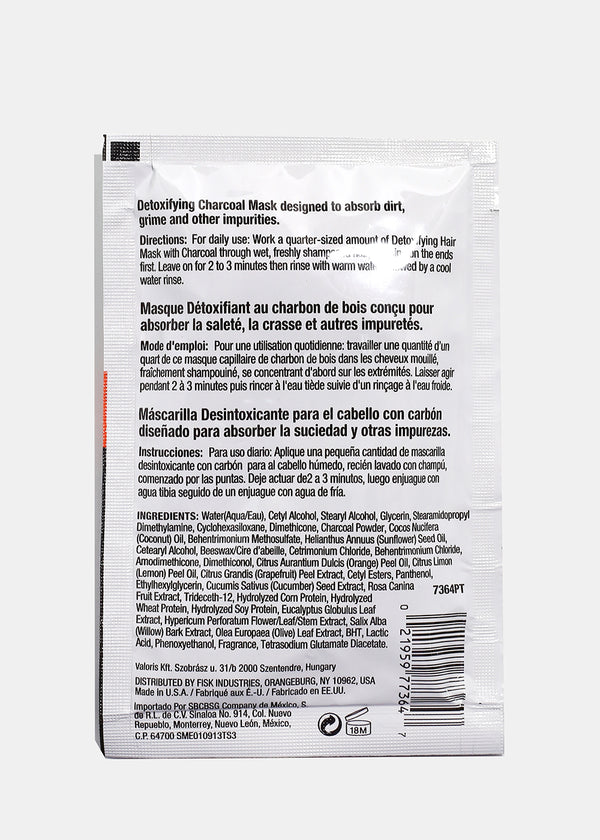 Detoxifying Charcoal Mask designed to absorb dirt,
grime and other impurities.
Directions: For daily use: Work a quarter-sized amount of Hair
Mask with Charcoal through wet, freshly on the ends
first. Leave on for 2 to 3 minutes then rinse with warm by a cool
water rinse.
Masque Détoxifiant au charbon de bois conçu pour
absorber la saleté, la crasse et autres impuretés.
Mode d'emploi: Pour une utilisation quotidienne: travailler une quantité d'un
quart de ce masque capillaire de charbon de bois dans les cheveux mouillé,
fraîchement shampouiné, se concentrant d'abord sur les extrémités. Laisser agir
pendant 2 à 3 minutes puis rincer à l'eau tiède suivie d'un rinçage à l'eau froide.
Máscarilla Desintoxicante para el cabello con carbón
diseñado para absorber la suciedad y otras impurezas.
Instrucciones: Para uso diario: Aplique una pequeña cantidad de mascarilla
desintoxicante con carbón para al cabello húmedo, recién lavado con champú,
comenzado por las puntas. Deje actuar de2 a 3 minutos, luego enjuague con
agua tibia seguido de un enjuague con agua de fría.
INGREDIENTS: Water(Aqua/Eau), Cetyl Alcohol, Stearyl Alcohol, Glycerin, Stearamidopropyl
Dimethylamine, Cyclohexasiloxane, Dimethicone, Charcoal Powder, Cocos Nucifera
(Coconut) Oil, Behentrimonium Methosulfate, Helianthus Annuus (Sunflower) Seed Oil,
Cetearyl Alcohol, Beeswax/Cire d'abeille, Cetrimonium Chloride, Behentrimonium Chloride,
Amodimethicone, Dimethiconol, Citrus Aurantium Dulcis (Orange) Peel Oil, Citrus Limon
(Lemon) Peel Oil, Citrus Grandis (Grapefruit) Peel Extract, Cetyl Esters, Panthenol,
Ethylhexylglycerin, Cucumis Sativus (Cucumber) Seed Extract, Rosa Canina
Fruit Extract, Trideceth-12, Hydrolyzed Corn Protein, Hydrolyzed
Wheat Protein, Hydrolyzed Soy Protein, Eucalyptus Globulus Leaf
Extract, Hypericum Perforatum Flower/Leaf/Stem Extract, Salix Alba
(Willow) Bark Extract, Olea Europaea (Olive) Leaf Extract, BHT, Lactic
Acid, Phenoxyethanol, Fragrance, Tetrasodium Glutamate Diacetate.
7364PT
Valoris Kft. Szobrász u. 31/b 2000 Szentendre, Hungary
DISTRIBUTED BY FISK INDUSTRIES, ORANGEBURG, NY 10962, USA
Made in U.S.A. / Fabriqué aux É.-U. / Fabricado en EE.UU.
Importado Por SBCBSG Company de México, S.
de R.L. de C.V. Sinaloa No. 914, Col. Nuevo
Repueblo, Monterrey, Nuevo León, México,
C.P. 64700 SME010913TS3
18M
0 21959 77364 7